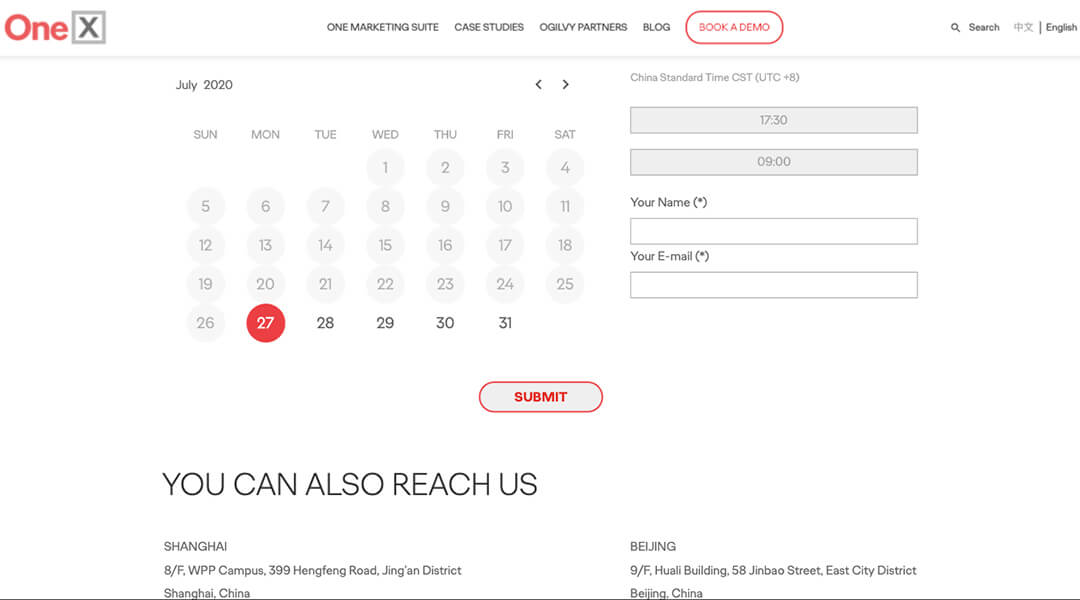 OneX
ONE MARKETING SUITE CASE STUDIES OGILVY PARTNERS BLOG BOOK A DEMO Search 中文 | English
July 2020 < >
SUN MON TUE WED THU FRI SAT
1 2 3 4
5 6 7 8 9 10 11
12 13 14 15 16 17 18
19 20 21 22 23 24 25
26 27 28 29 30 31
China Standard Time CST (UTC +8)
17:30
09:00
Your Name (*)
Your E-mail (*)
SUBMIT
YOU CAN ALSO REACH US
SHANGHAI
8/F, WPP Campus, 399 Hengfeng Road, Jing'an District
Shanghai, China
BEIJING
9/F, Huali Building, 58 Jinbao Street, East City District
Beijing, China